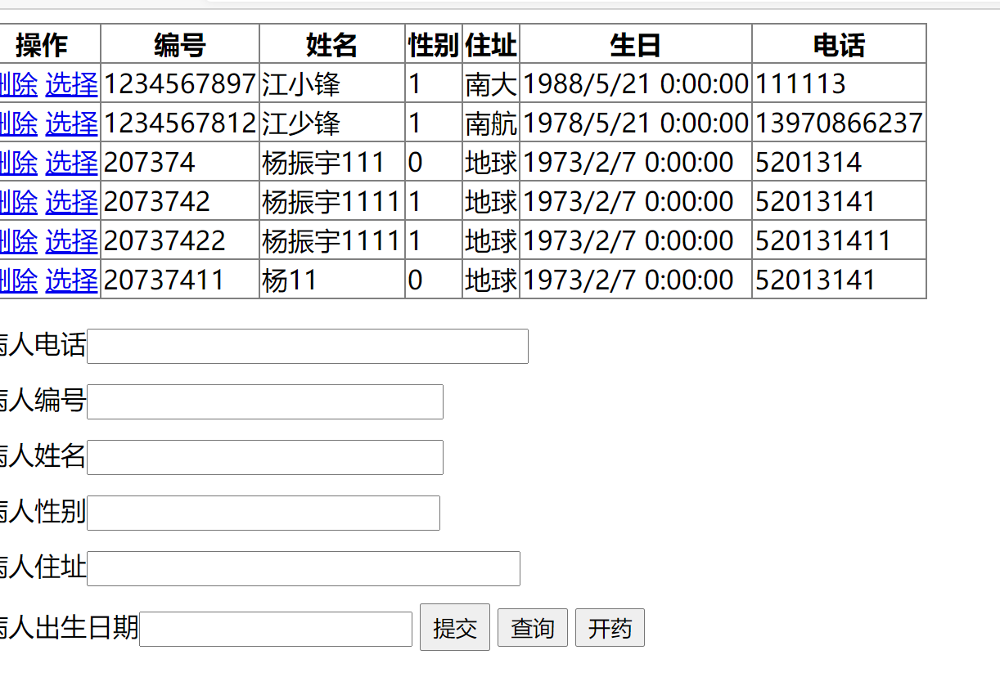 操作 编号 姓名 性别 住址 生日 电话
删除 选择 1234567897 江小锋 1 南大 1988/5/21 0:00:00 111113
删除 选择 1234567812 江少锋 1 南航 1978/5/21 0:00:00 13970866237
删除 选择 207374 杨振宇111 0 地球 1973/2/7 0:00:00 5201314
删除 选择 2073742 杨振宇1111 1 地球 1973/2/7 0:00:00 52013141
删除 选择 20737422 杨振宇1111 1 地球 1973/2/7 0:00:00 520131411
删除 选择 20737411 杨11 0 地球 1973/2/7 0:00:00 52013141
病人电话
病人编号
病人姓名
病人性别
病人住址
病人出生日期 提交 查询 开药